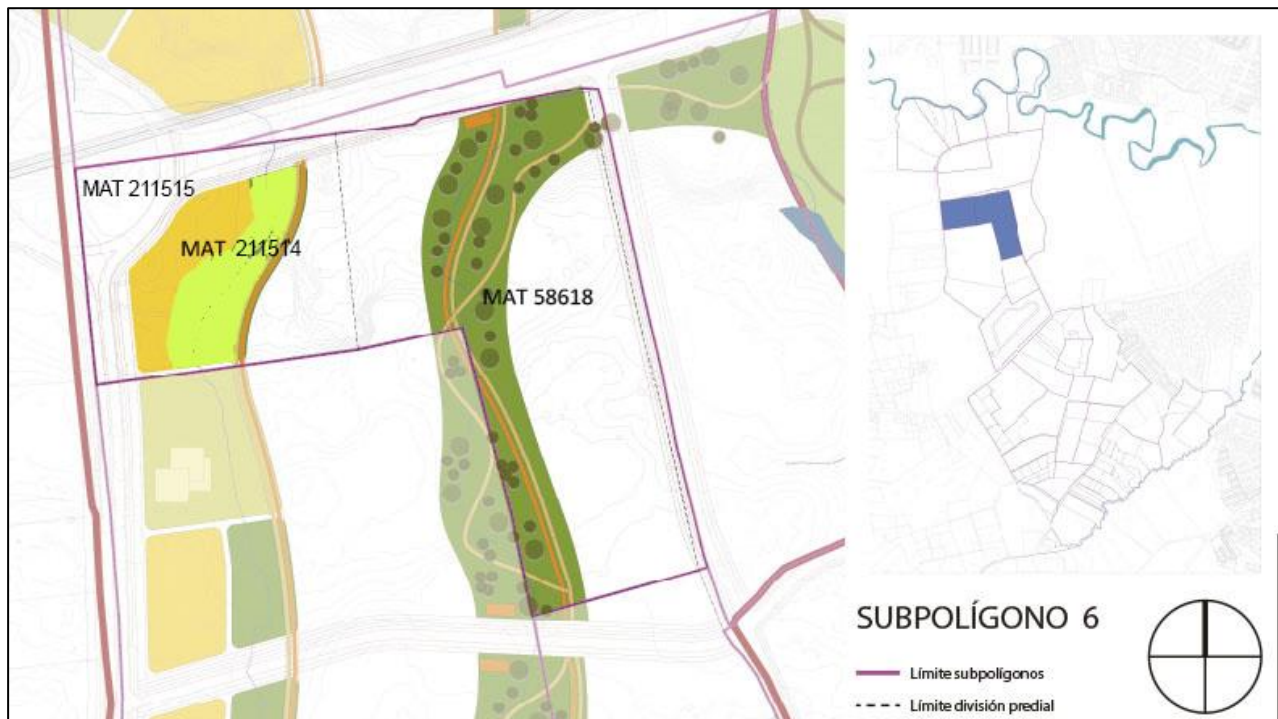 MAT 211515
MAT 211514
MAT 58618
SUBPOLÍGONO 6
Límite subpolígonos
Límite división predial